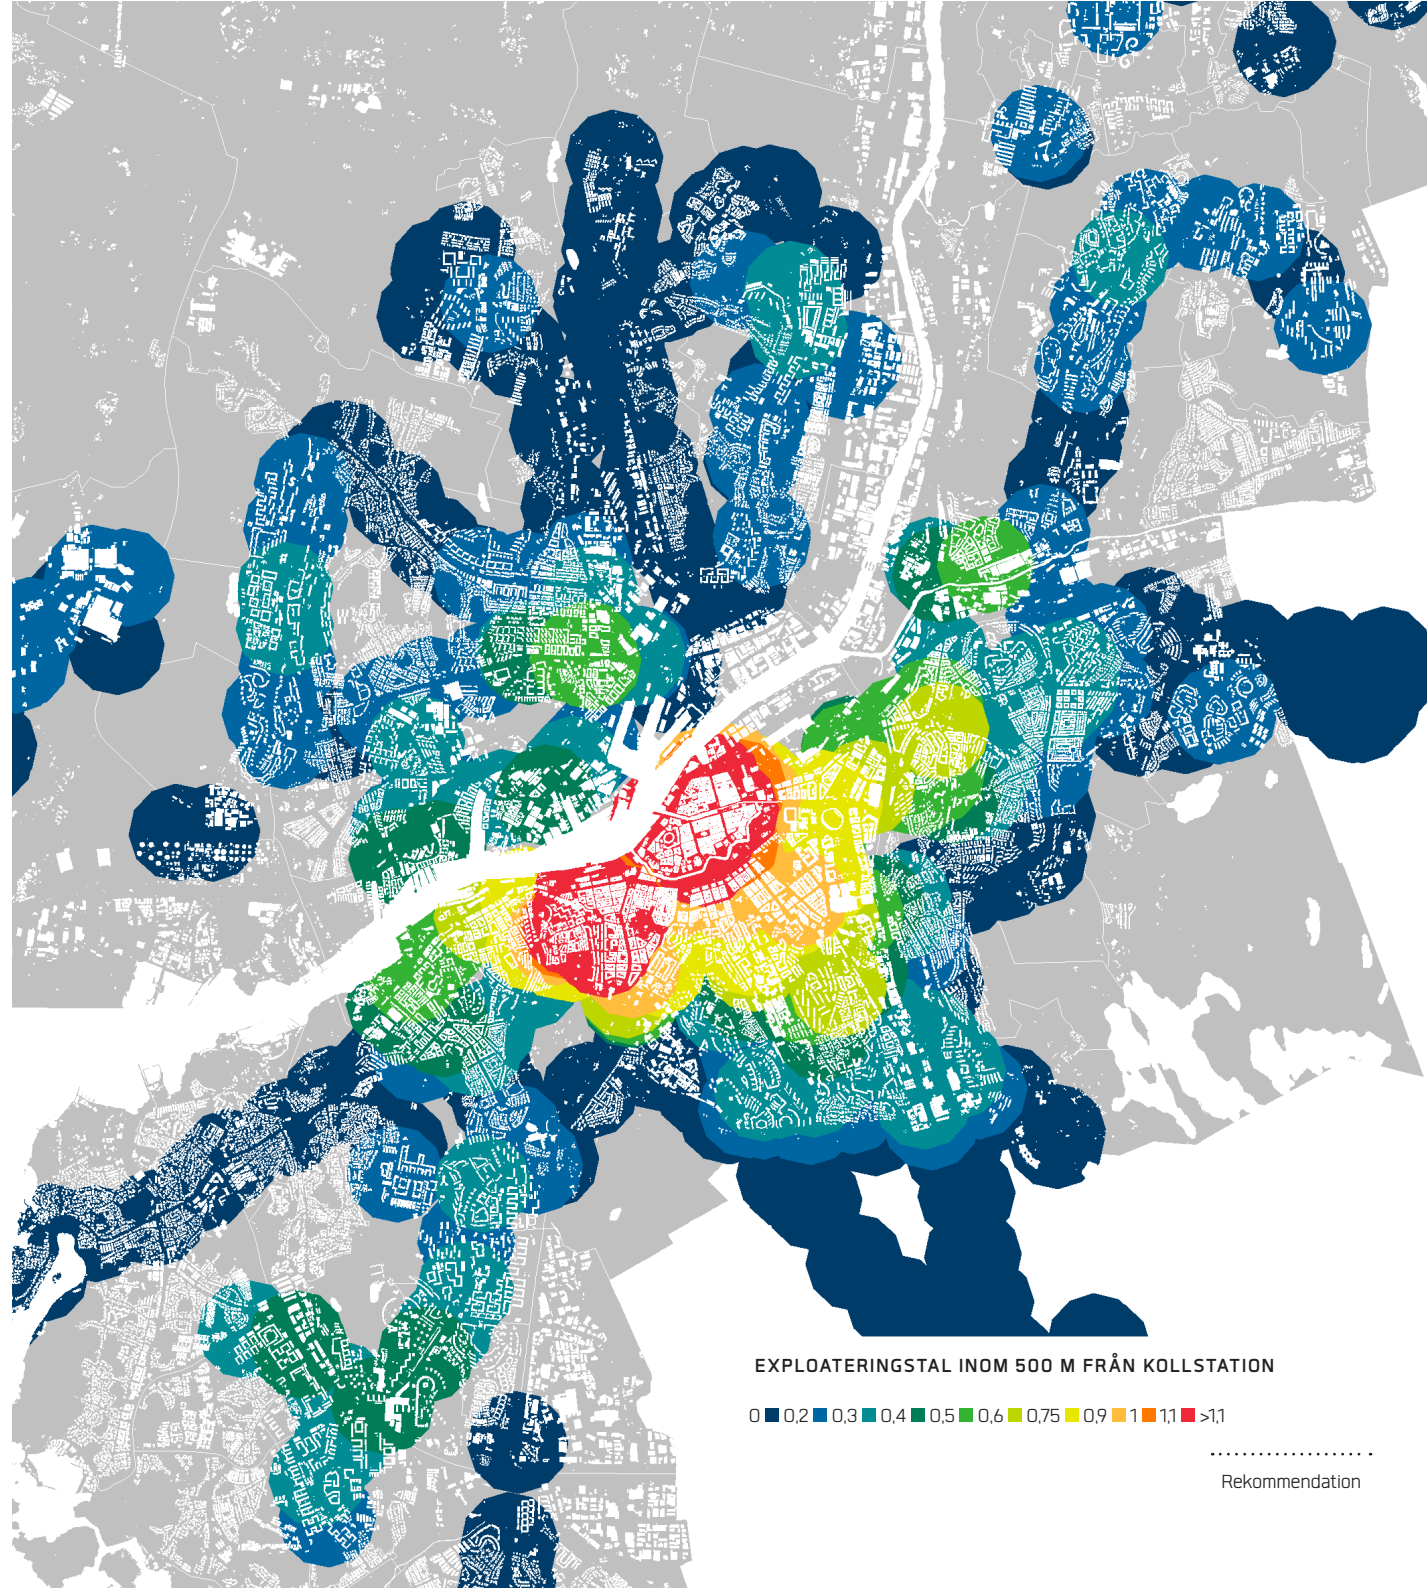 EXPLOATERINGSTAL INOM 500 M FRÅN KOLLSTATION
0 0,2 0,3 0,4 0,5 0,6 0,75 0,9 1 1,1 >1,1
Rekommendation